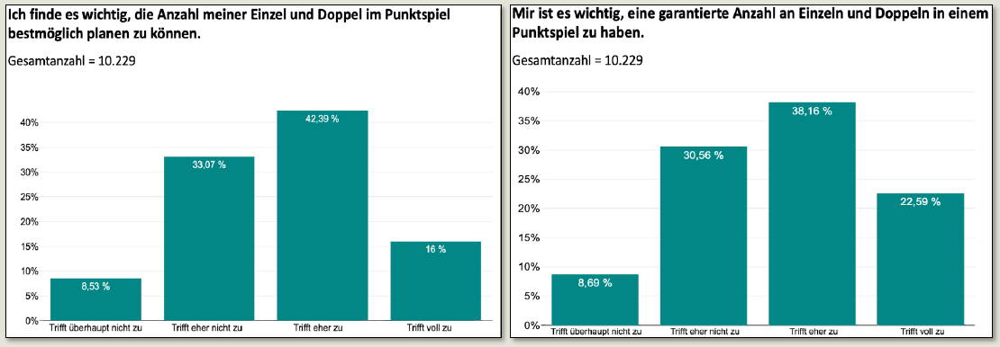 Ich finde es wichtig, die Anzahl meiner Einzel und Doppel im Punktspiel
bestmöglich planen zu können.
Gesamtanzahl = 10.229
40%
35%
30%
25%
20%
15%
10%
5%
0%
8,53 %
33,07 %
42,39 %
16 %
Trifft überhaupt nicht zu
Trifft eher nicht zu
Trifft eher zu
Trifft voll zu
Mir ist es wichtig, eine garantierte Anzahl an Einzeln und Doppeln in einem
Punktspiel zu haben.
Gesamtanzahl = 10.229
40%
35%
30%
25%
20%
15%
10%
5%
0%
8,69 %
30,56 %
38,16 %
22,59 %
Trifft überhaupt nicht zu
Trifft eher nicht zu
Trifft eher zu
Trifft voll zu